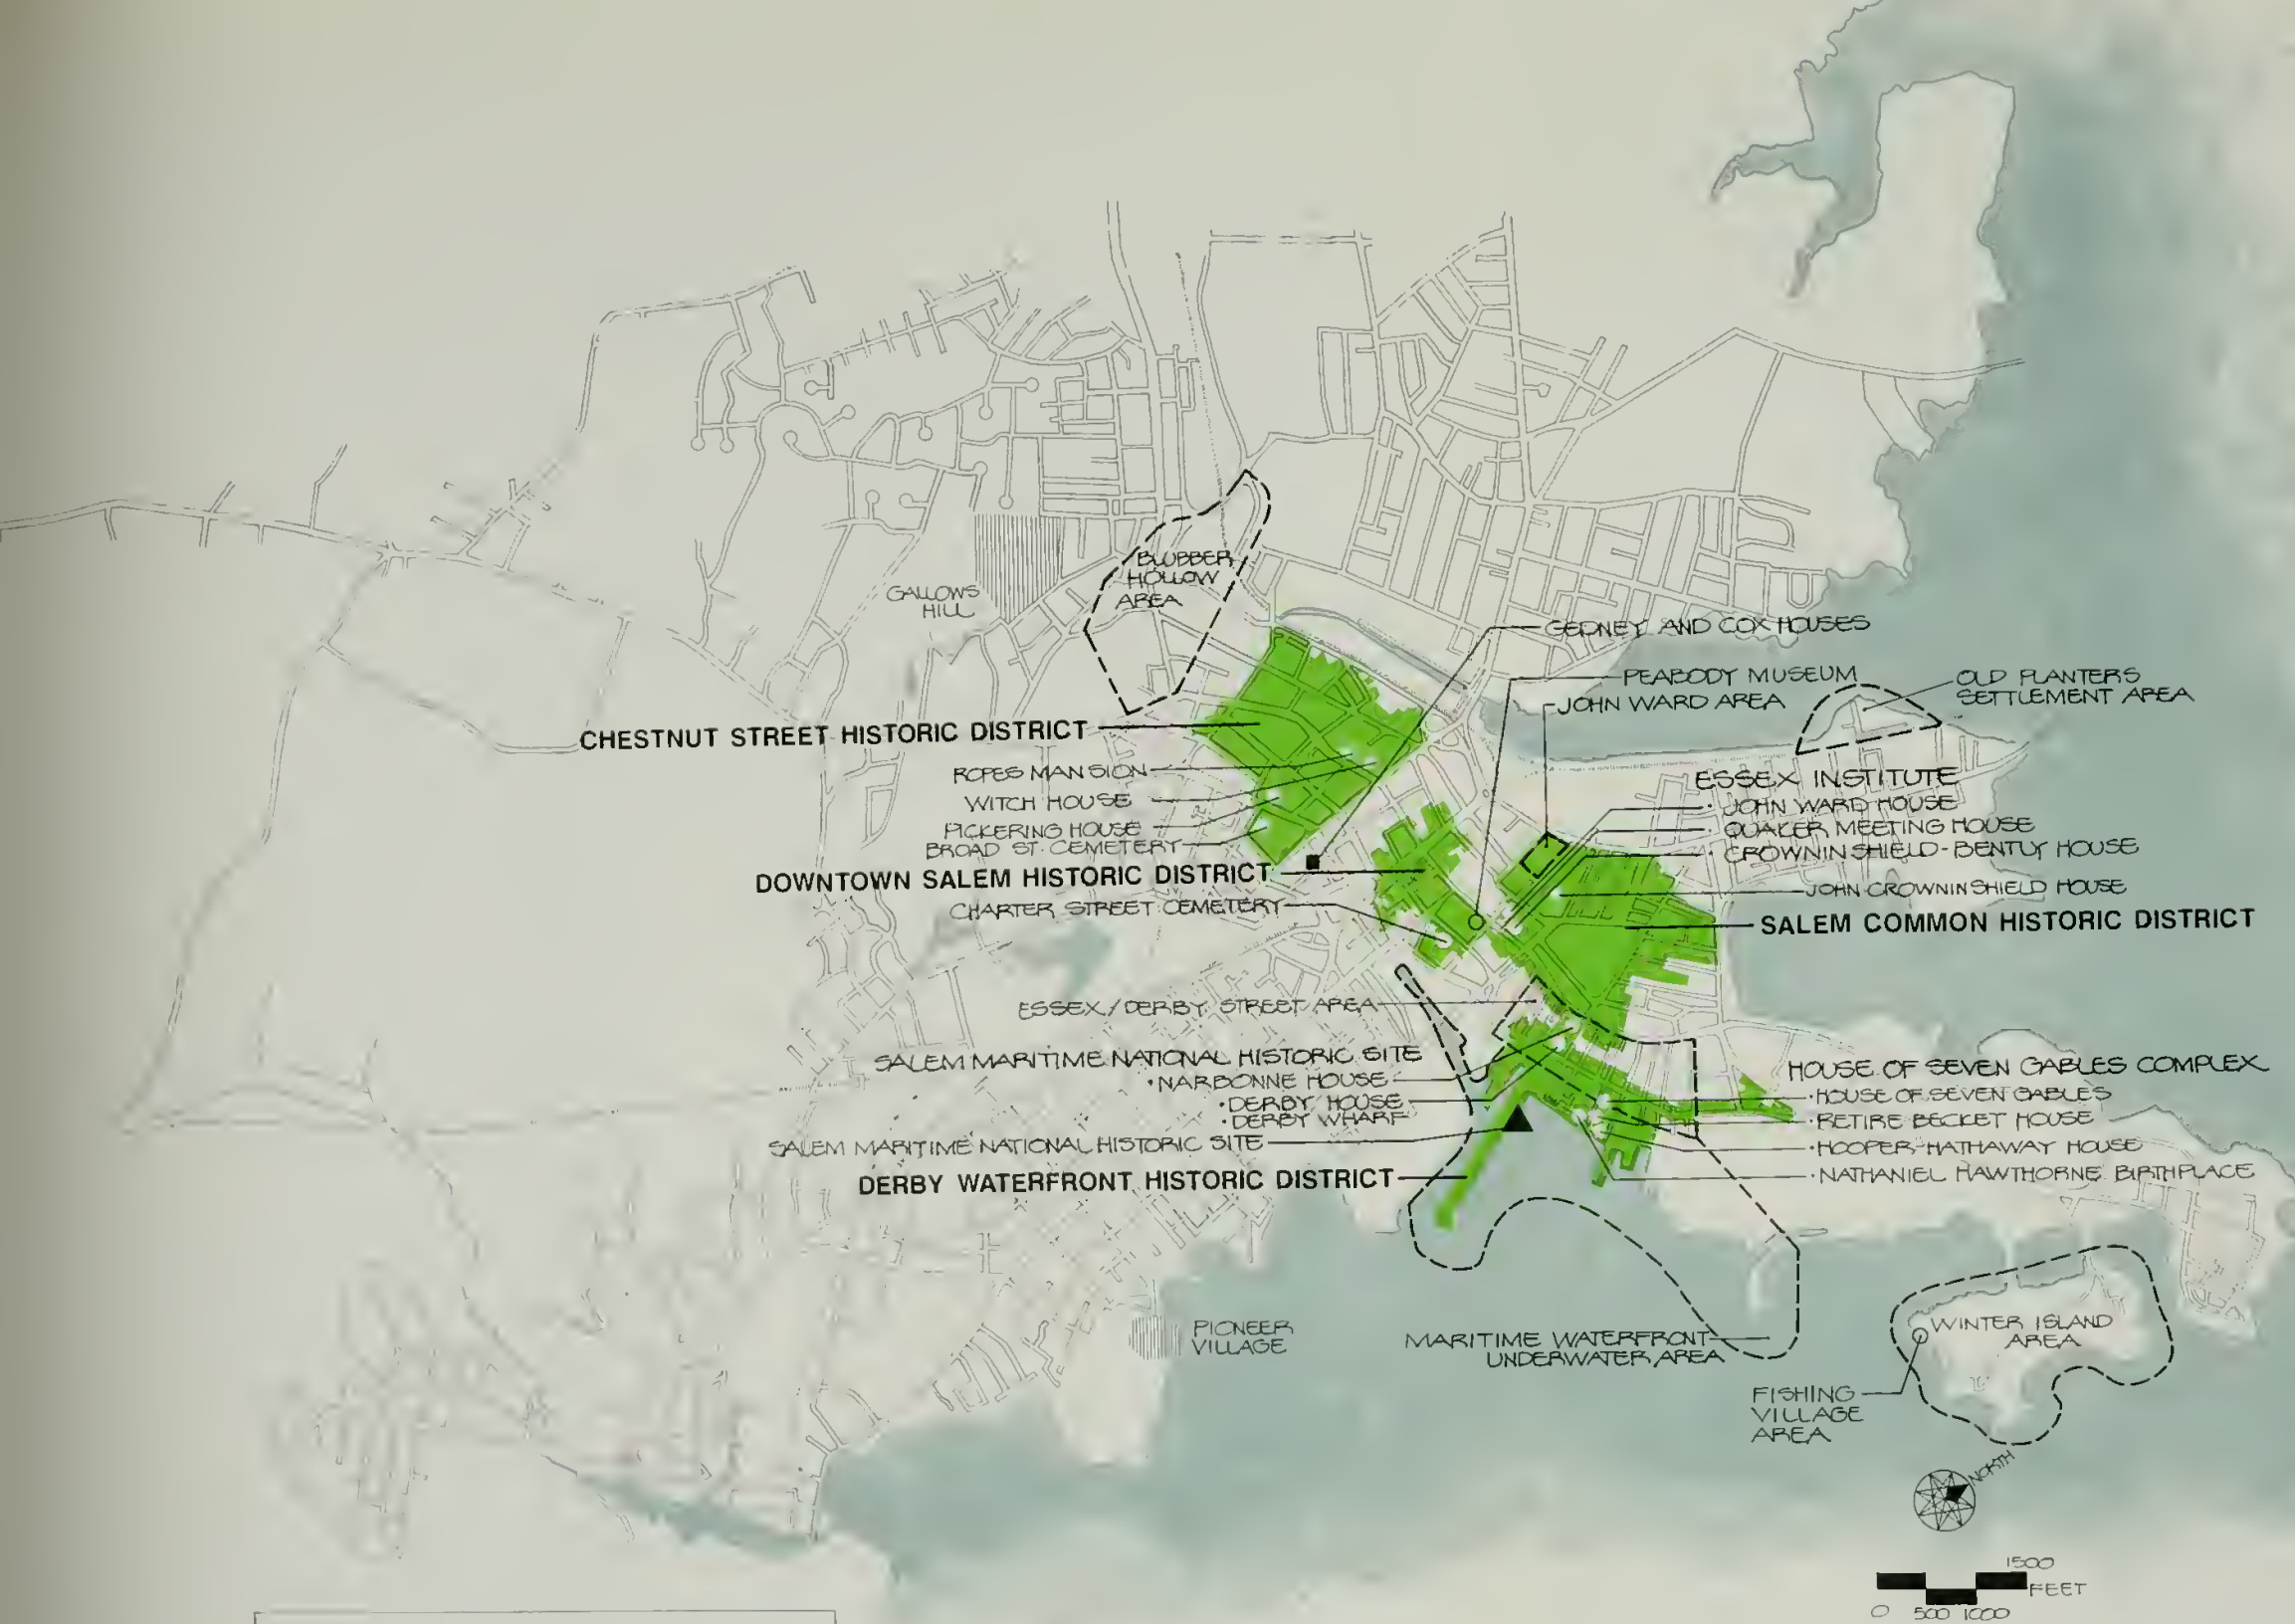 BLUBBER
HOLLOW
AREA
GALLOWS
HILL
GEDNEY AND COX HOUSES
PEABODY MUSEUM
JOHN WARD AREA
OLD PLANTERS
SETTLEMENT AREA
CHESTNUT STREET HISTORIC DISTRICT
ROPES MANSION
WITCH HOUSE
PICKERING HOUSE
BROAD ST. CEMETERY
DOWNTOWN SALEM HISTORIC DISTRICT
CHARTER STREET CEMETERY
ESSEX INSTITUTE
· JOHN WARD HOUSE
· QUAKER MEETING HOUSE
· CROWNINSHIELD-BENTLY HOUSE
JOHN CROWNINSHIELD HOUSE
SALEM COMMON HISTORIC DISTRICT
ESSEX/DERBY STREET AREA
SALEM MARITIME NATIONAL HISTORIC SITE
· NARBONNE HOUSE
· DERBY HOUSE
· DERBY WHARF
SALEM MARITIME NATIONAL HISTORIC SITE
DERBY WATERFRONT HISTORIC DISTRICT
HOUSE OF SEVEN GABLES COMPLEX
· HOUSE OF SEVEN GABLES
· RETIRE BECKET HOUSE
· HOOPER-HATHAWAY HOUSE
· NATHANIEL HAWTHORNE BIRTHPLACE
PIONEER
VILLAGE
MARITIME WATERFRONT
UNDERWATER AREA
WINTER ISLAND
AREA
FISHING
VILLAGE
AREA
NORTH
1500
FEET
0 500 1000